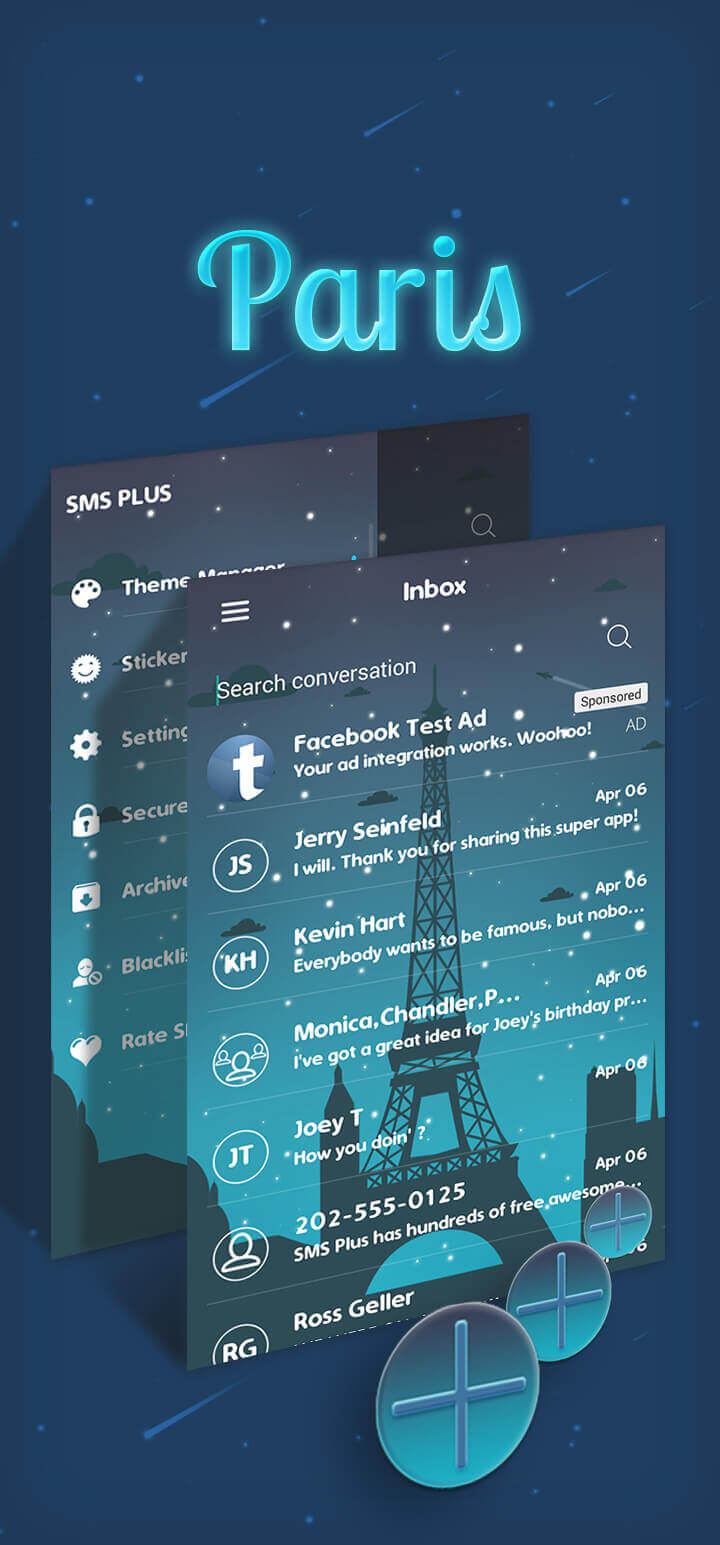 Paris
SMS PLUS
Theme Manager
Sticker
Setting
Secure
Archive
Rate S
Inbox
Search conversation
Sponsored
t
Facebook Test Ad
AD
Your ad integration works. Woohoo!
Apr 06
JS
Jerry Seinfeld
I will. Thank you for sharing this super app!
Apr 06
KH
Kevin Hart
Everybody wants to be famous, but nobo...
Apr 06
Monica,Chandler,P...
I've got a great idea for Joey's birthday pr...
Apr 06
JT
Joey T
How you doin' ?
Apr 06
202-555-0125
SMS Plus has hundreds of free awesome...
RG
Ross Geller